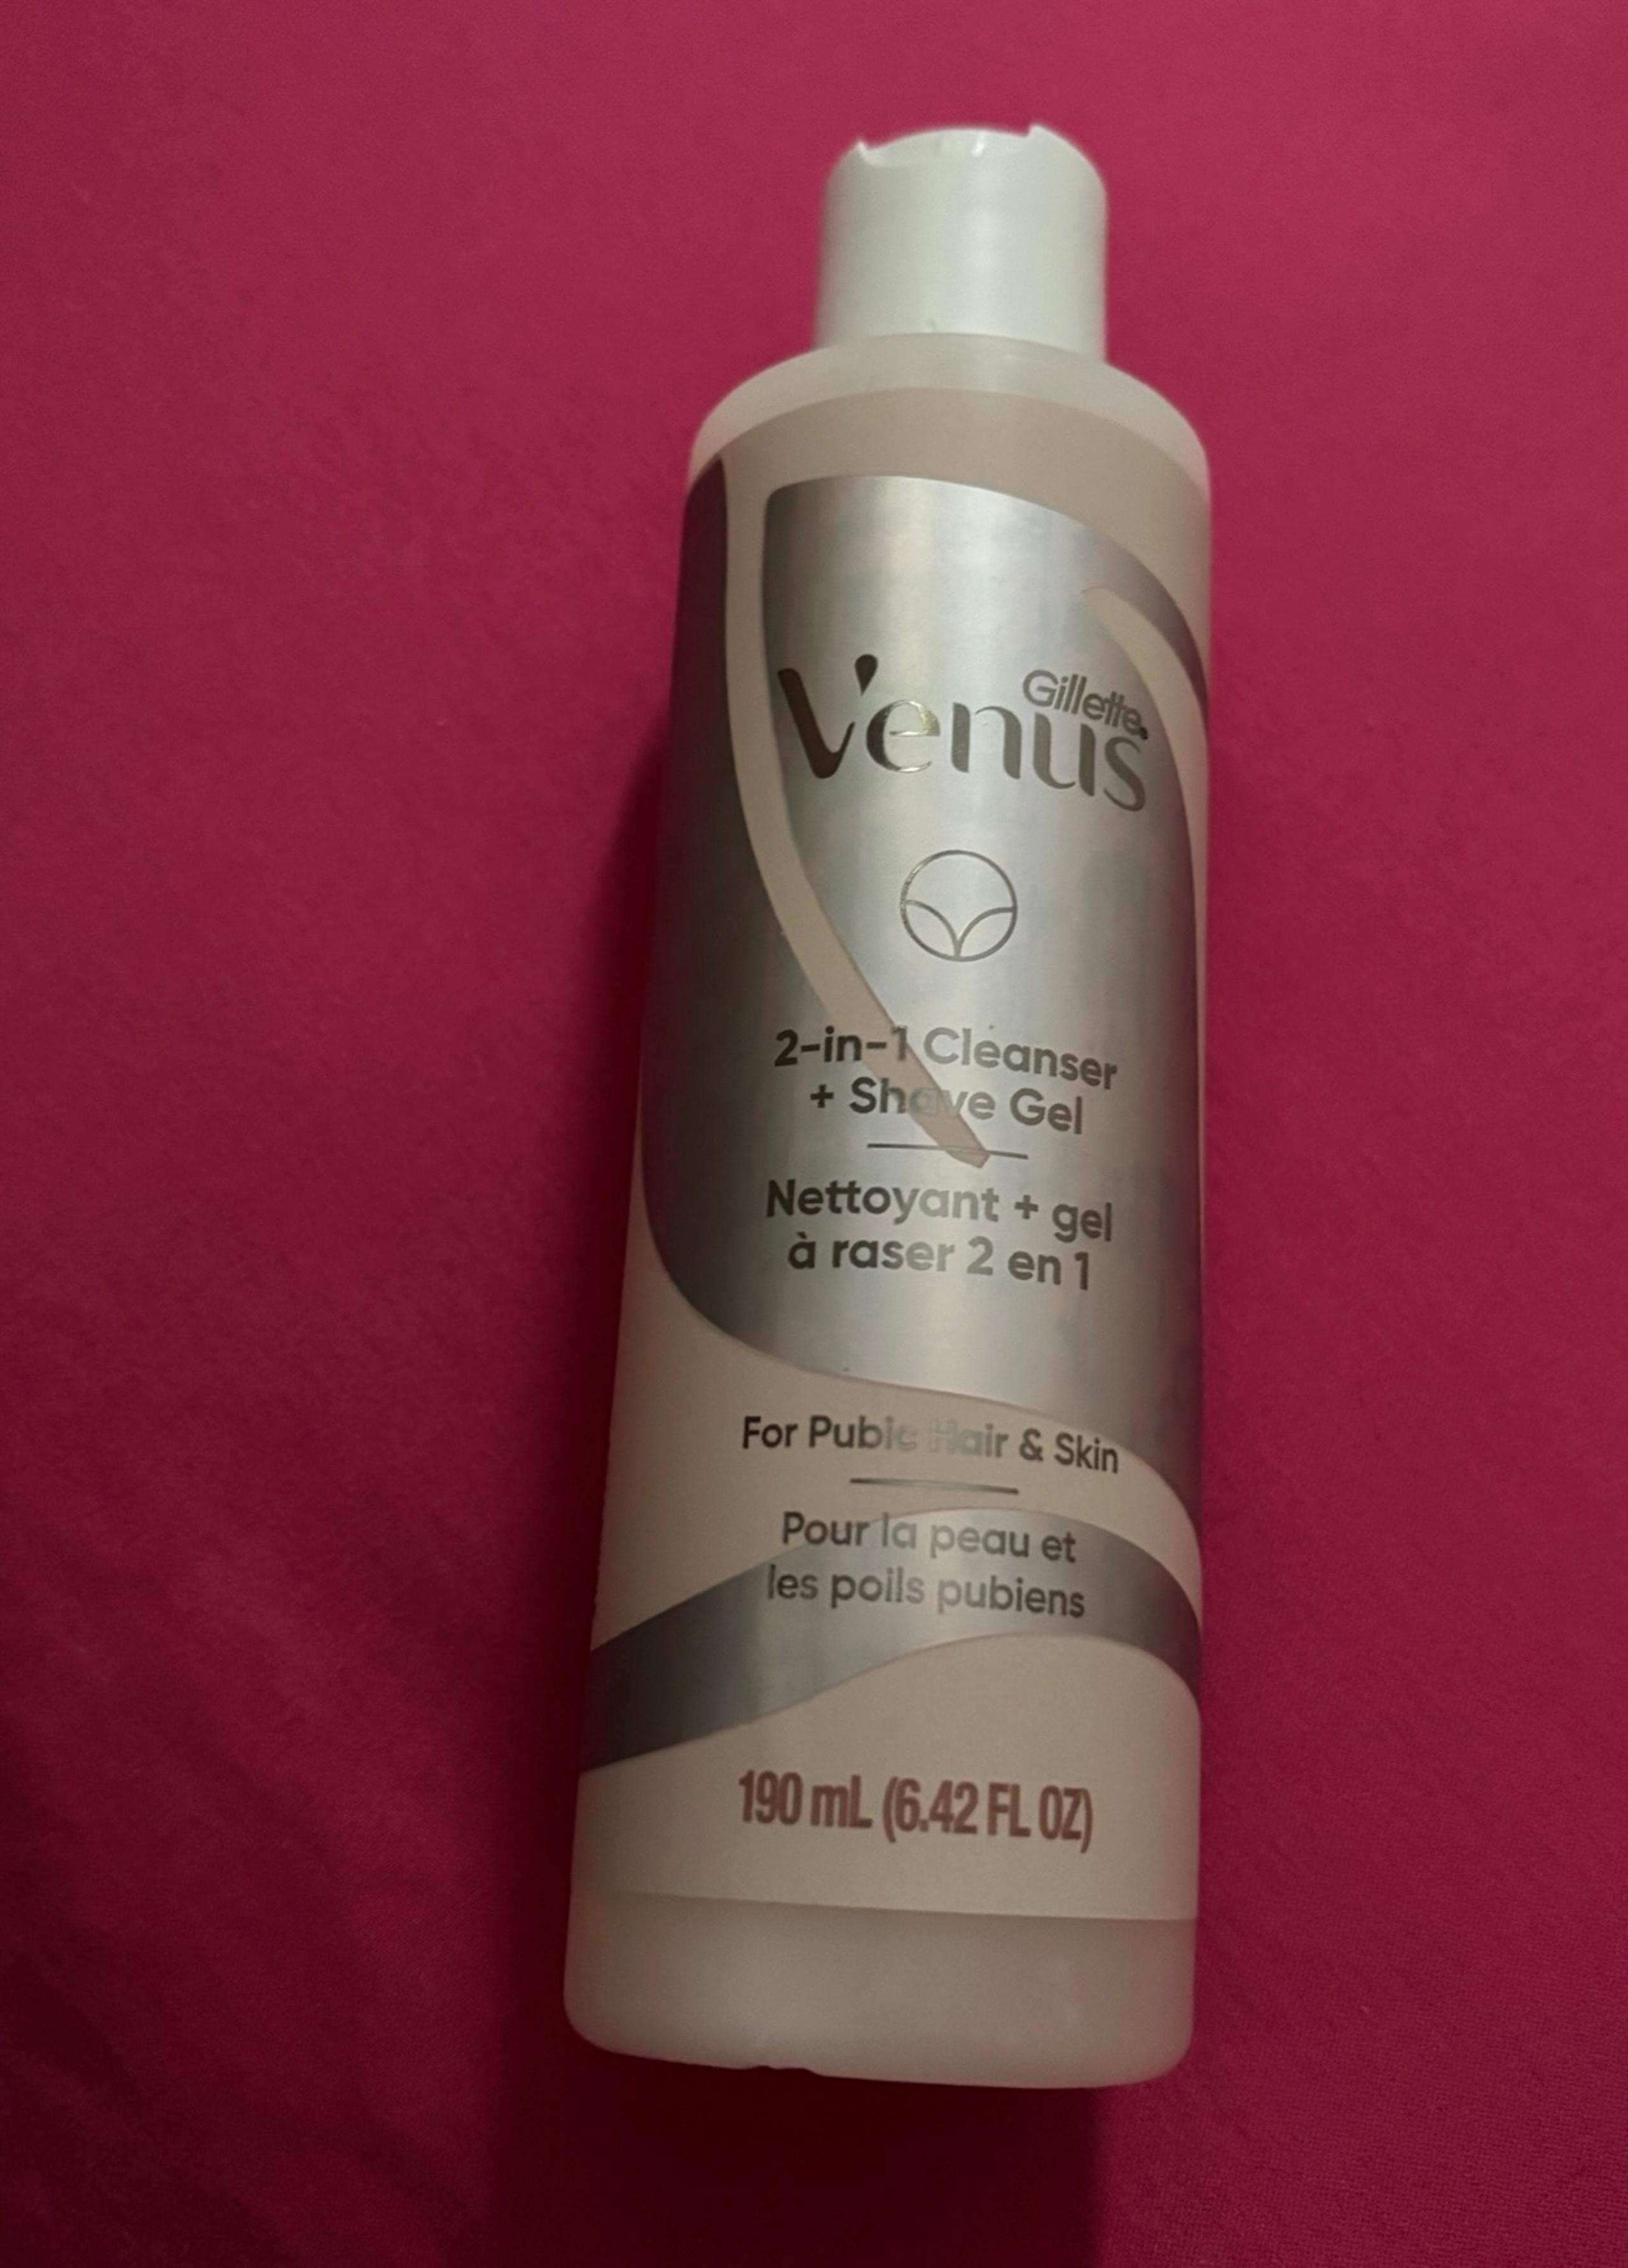 Gillette
Venus
2-in-1 Cleanser
+ Shave Gel
Nettoyant + gel
à raser 2 en 1
For Pubic Hair & Skin
Pour la peau et
les poils pubiens
190 mL (6.42 FL OZ)